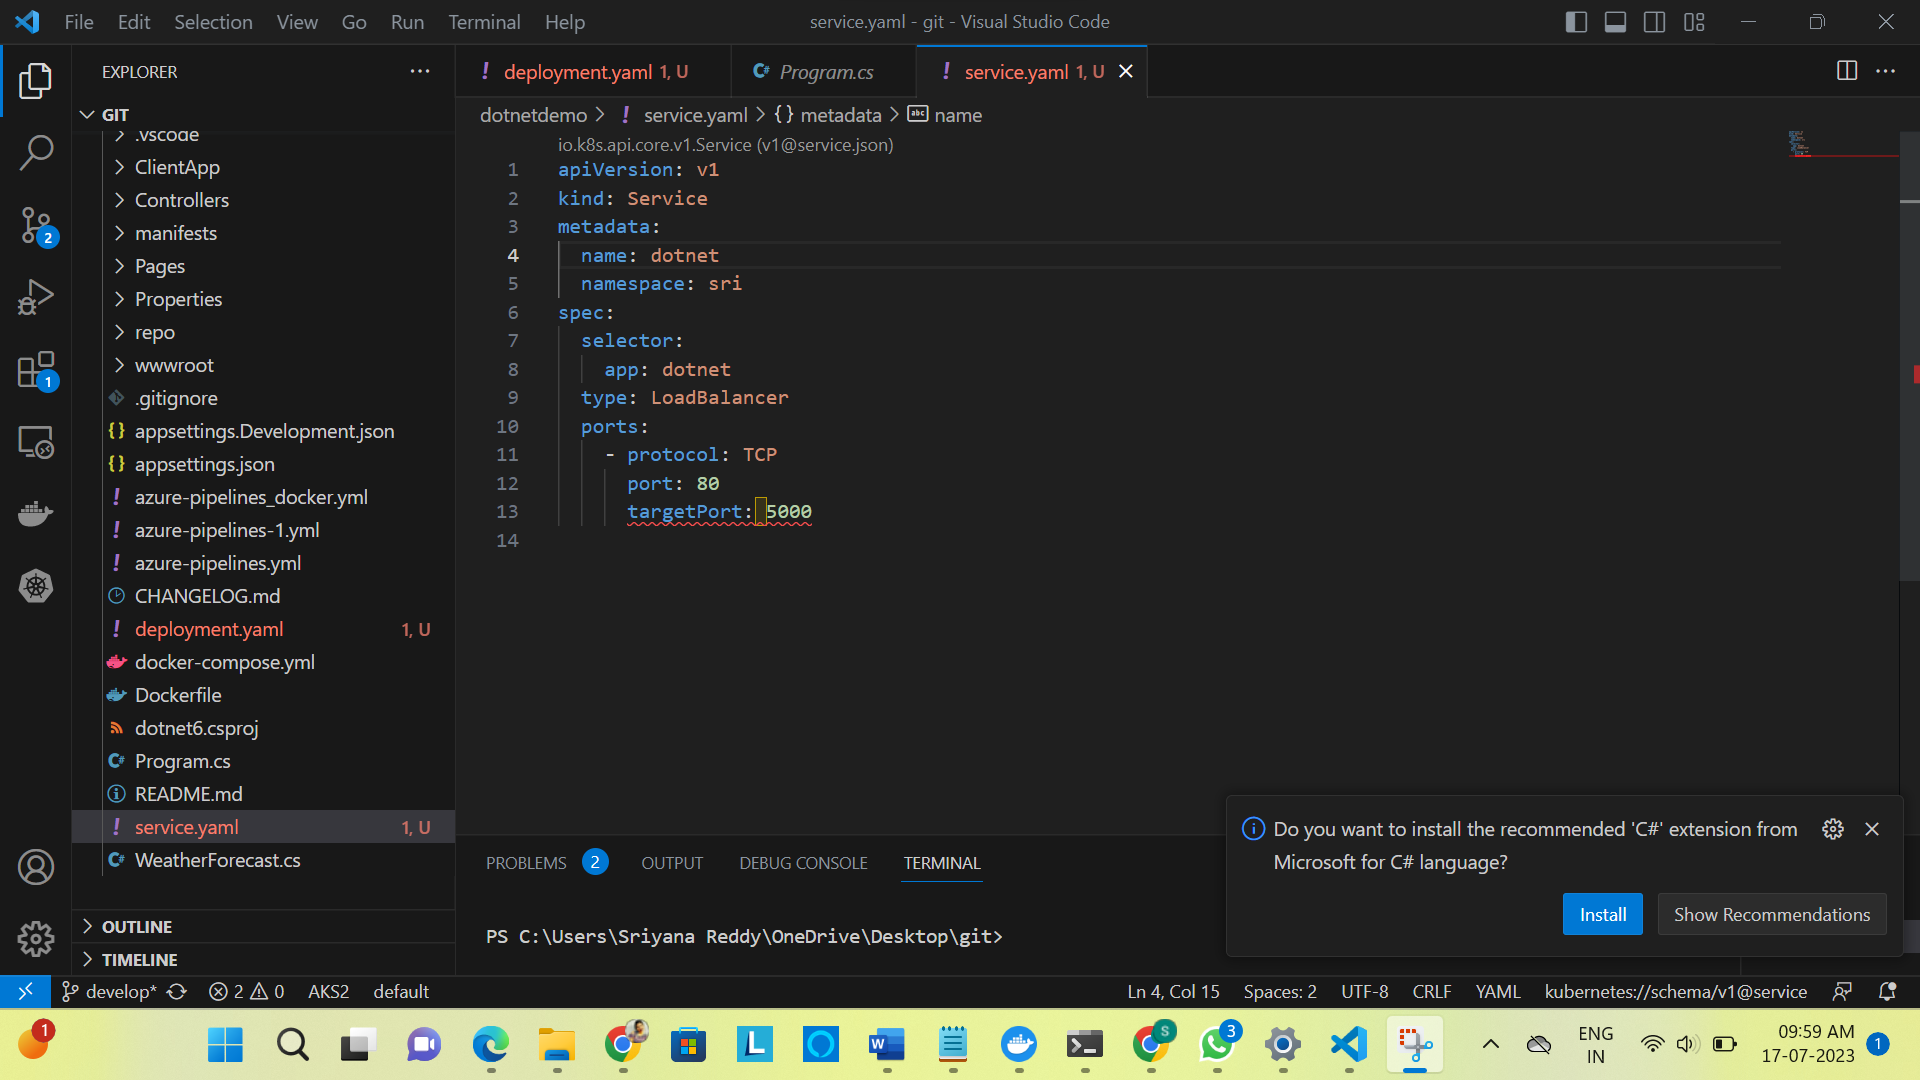 File Edit Selection View Go Run Terminal Help
service.yaml - git - Visual Studio Code
EXPLORER
GIT
.vscode
ClientApp
Controllers
manifests
Pages
Properties
repo
wwwroot
.gitignore
appsettings.Development.json
appsettings.json
azure-pipelines_docker.yml
azure-pipelines-1.yml
azure-pipelines.yml
CHANGELOG.md
deployment.yaml 1, U
docker-compose.yml
Dockerfile
dotnet6.csproj
Program.cs
README.md
service.yaml 1, U
WeatherForecast.cs
OUTLINE
TIMELINE
2
1
deployment.yaml 1, U
Program.cs
service.yaml 1, U
dotnetdemo > service.yaml > {} metadata > abc name
io.k8s.api.core.v1.Service (v1@service.json)
1 apiVersion: v1
2 kind: Service
3 metadata:
4 name: dotnet
5 namespace: sri
6 spec:
7 selector:
8 app: dotnet
9 type: LoadBalancer
10 ports:
11 - protocol: TCP
12 port: 80
13 targetPort: 5000
14
PROBLEMS 2 OUTPUT DEBUG CONSOLE TERMINAL
PS C:\Users\Sriyana Reddy\OneDrive\Desktop\git>
Do you want to install the recommended 'C#' extension from
Microsoft for C# language?
Install
Show Recommendations
develop* 2 0 AKS2 default
Ln 4, Col 15 Spaces: 2 UTF-8 CRLF YAML kubernetes://schema/v1@service
1
L
W
S
3
ENG
IN
09:59 AM
17-07-2023
1